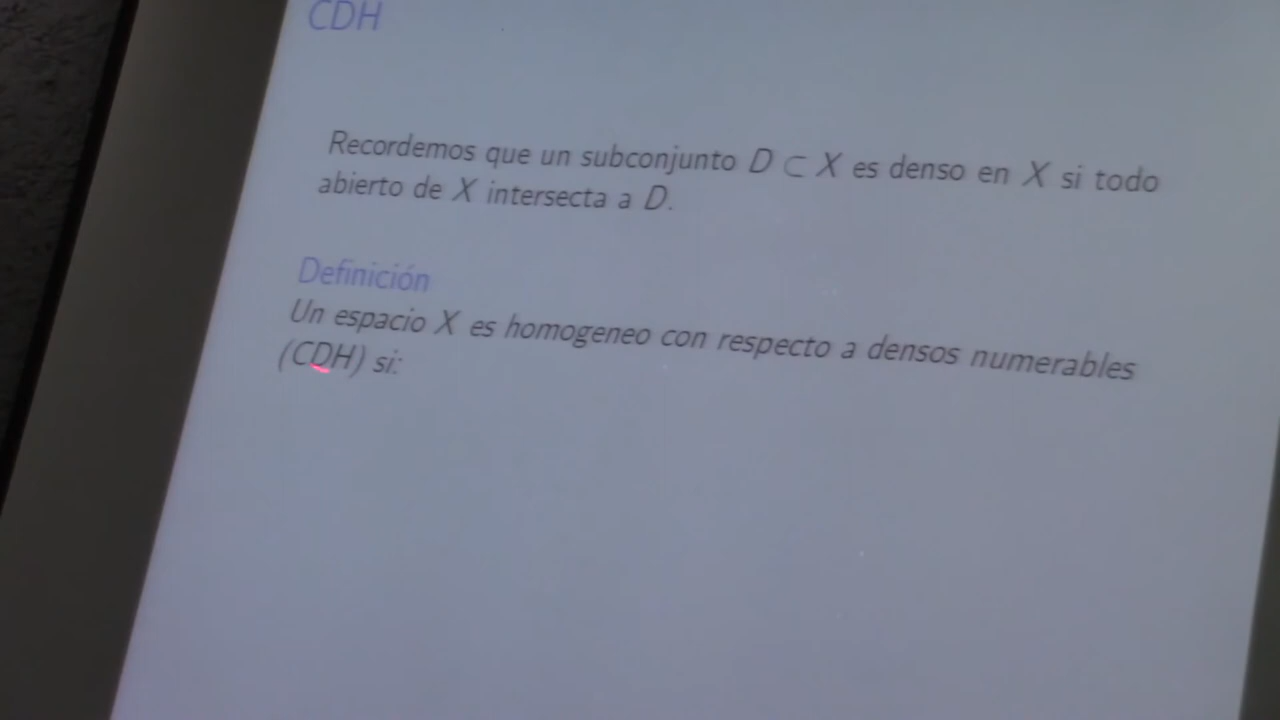 CDH
Recordemos que un subconjunto D ⊂ X es denso en X si todo
abierto de X intersecta a D.
Definición
Un espacio X es homogeneo con respecto a densos numerables
(CDH) si: